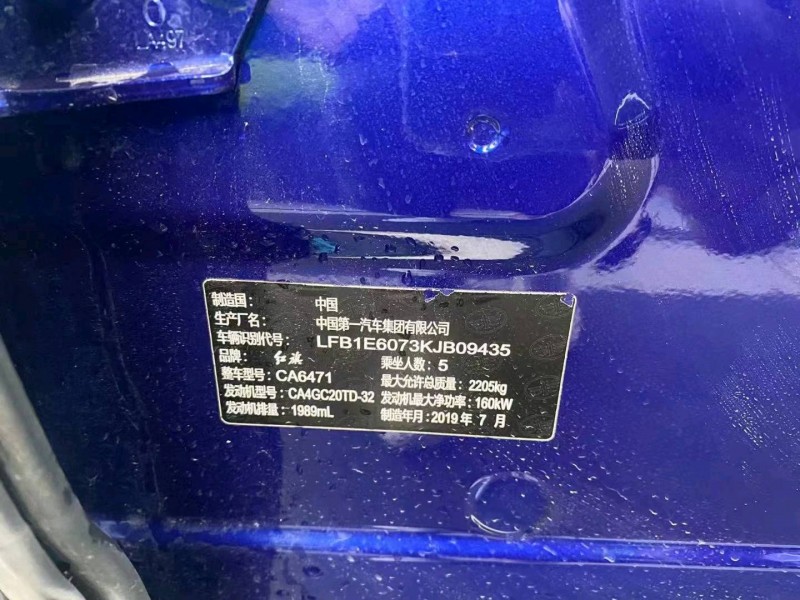 LA497
制造国： 中国
生产厂名： 中国第一汽车集团有限公司
车辆识别代号： LFB1E6073KJB09435
品牌： 红旗 乘坐人数：5
整车型号：CA6471 最大允许总质量：2205kg
发动机型号：CA4GC20TD-32 发动机最大净功率：160kW
发动机排量：1989mL 制造年月：2019 年 7 月